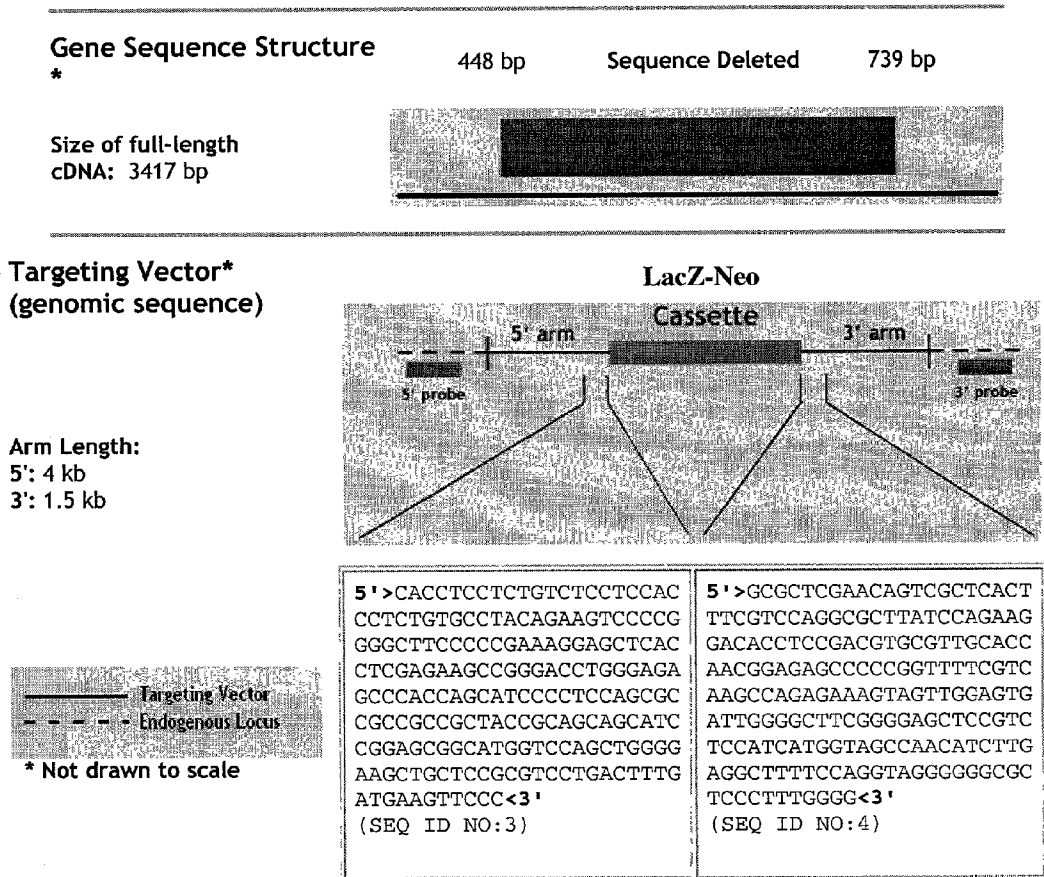 Gene Sequence Structure
*
448 bp Sequence Deleted 739 bp
Size of full-length
cDNA: 3417 bp
Targeting Vector*
(genomic sequence)
LacZ-Neo
Cassette
5' arm 3' arm
5' probe 3' probe
Arm Length:
5': 4 kb
3': 1.5 kb
5'>CACCTCCTCTGTCTCCTCCAC
CCTCTGTGCCTACAGAAGTCCCCG
GGGCTTCCCCCGAAAGGAGCTCAC
CTCGAGAAGCCGGGACCTGGGAGA
GCCCACCAGCATCCCCTCCAGCGC
CGCCGCCGCTACCGCAGCAGCATC
CGGAGCGGCATGGTCCAGCTGGGG
AAGCTGCTCCGCGTCCTGACTTTG
ATGAAGTTCCC<3'
(SEQ ID NO:3)
5'>GCGCTCGAACAGTCGCTCACT
TTCGTCCAGGCGCTTATCCAGAAG
GACACCTCCGACGTGCGTTGCACC
AACGGAGAGCCCCCGGTTTTCGTC
AAGCCAGAGAAAGTAGTTGGAGTG
ATTGGGGCTTCGGGGAGCTCCGTC
TCCATCATGGTAGCCAACATCTTG
AGGCTTTTCCAGGTAGGGGGGCGC
TCCCTTTGGGG<3'
(SEQ ID NO:4)
Targeting Vector
Endogenous Locus
* Not drawn to scale